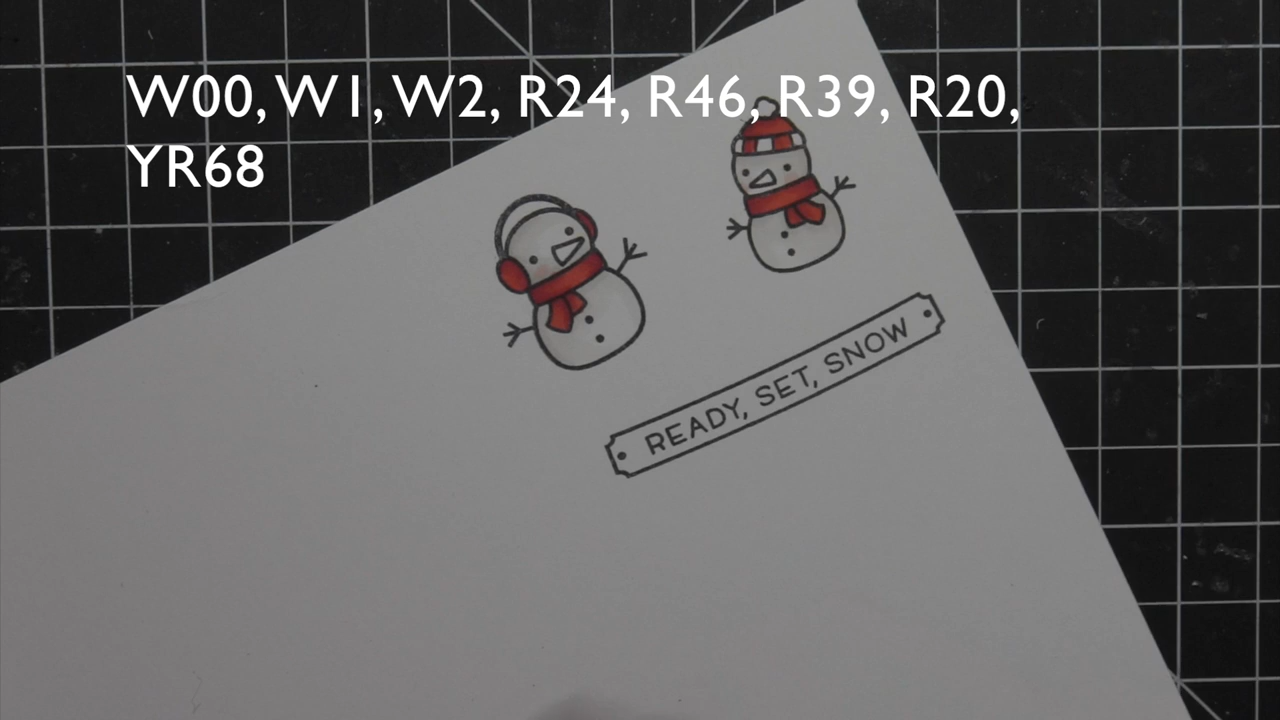 W00, W1, W2, R24, R46, R39, R20,
YR68
READY, SET, SNOW